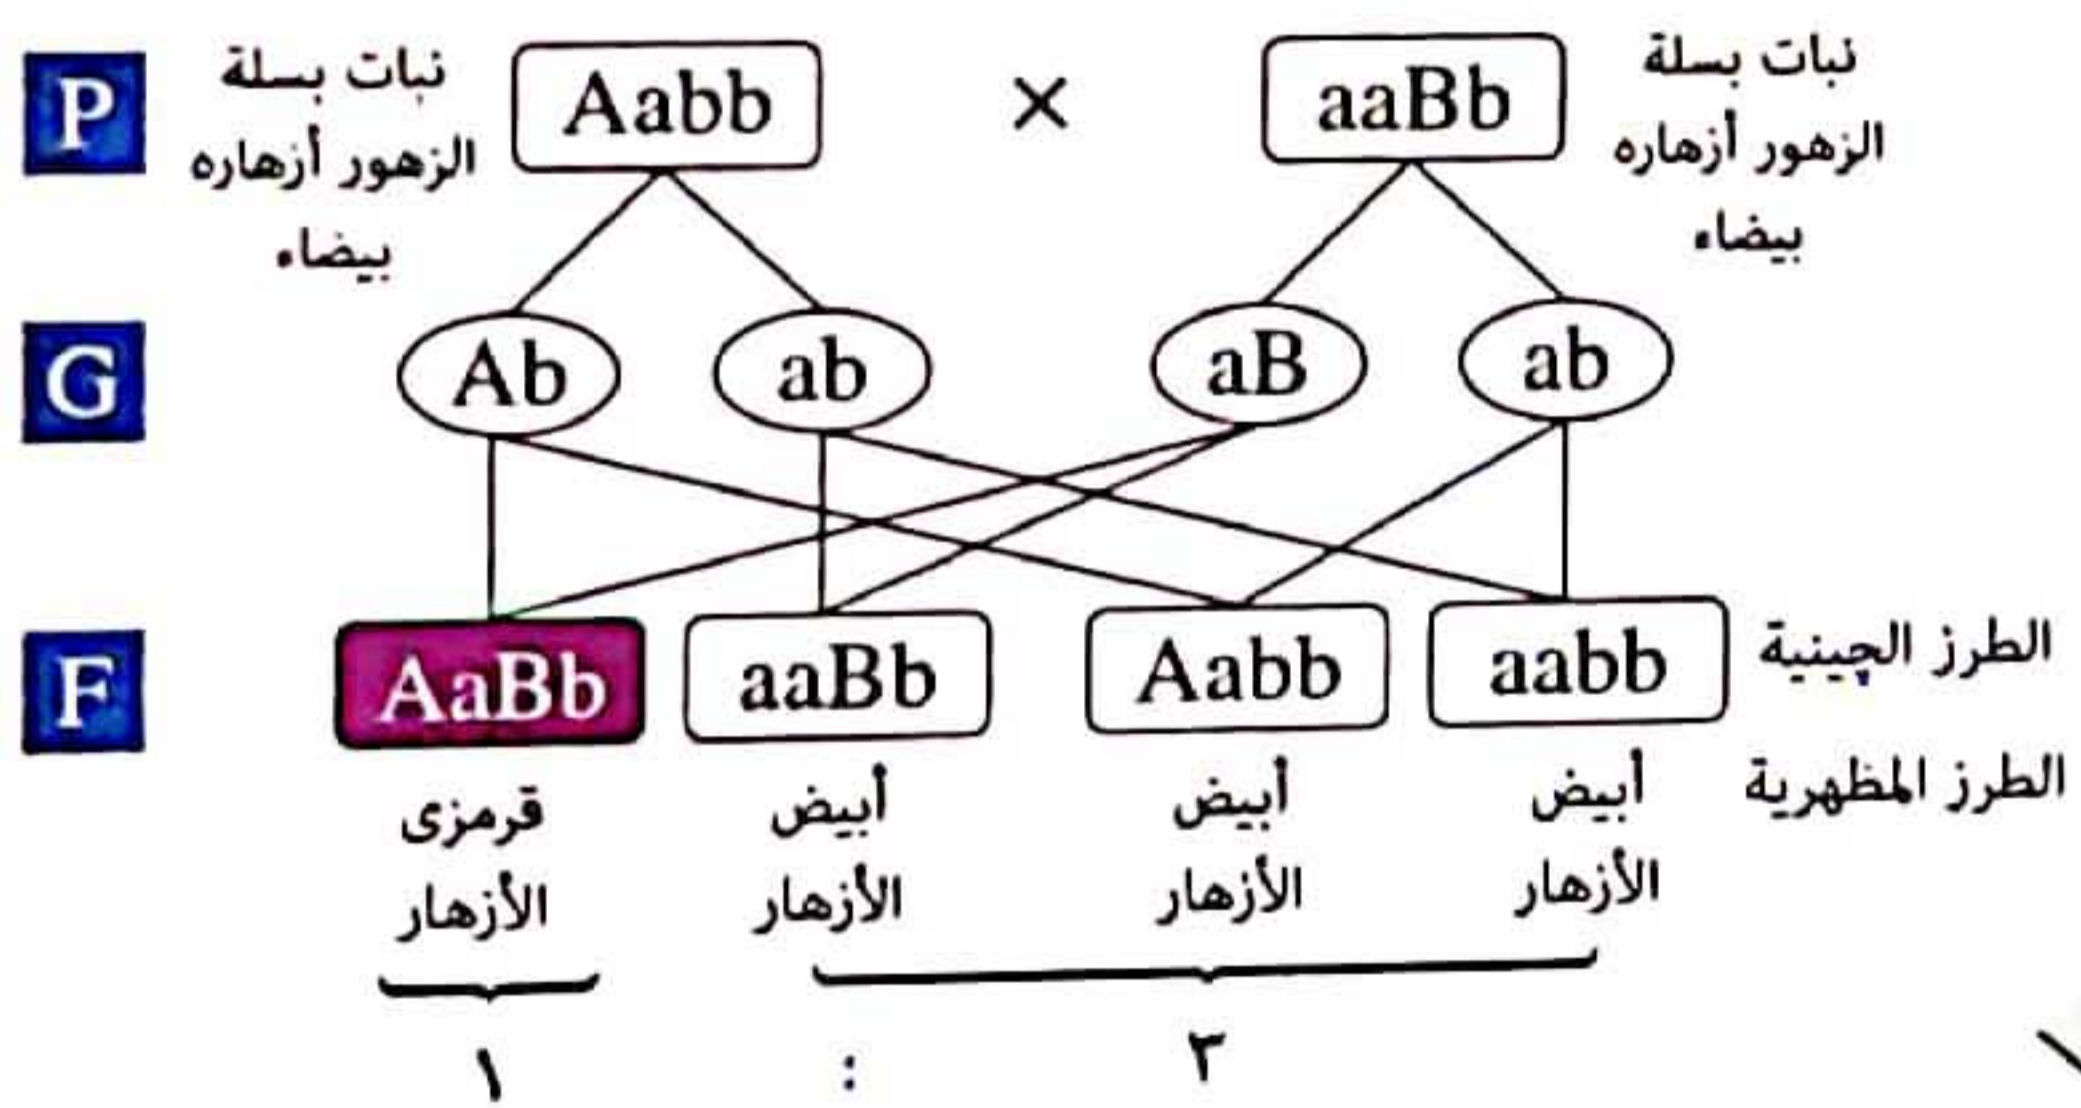 P
نبات بسلة
الزهور أزهاره
بيضاء
Aabb
×
aaBb
نبات بسلة
الزهور أزهاره
بيضاء
G
Ab
ab
aB
ab
F
AaBb
aaBb
Aabb
aabb
الطرز الچينية
قرمزى
الأزهار
أبيض
الأزهار
أبيض
الأزهار
أبيض
الأزهار
الطرز المظهرية
١ : ٣